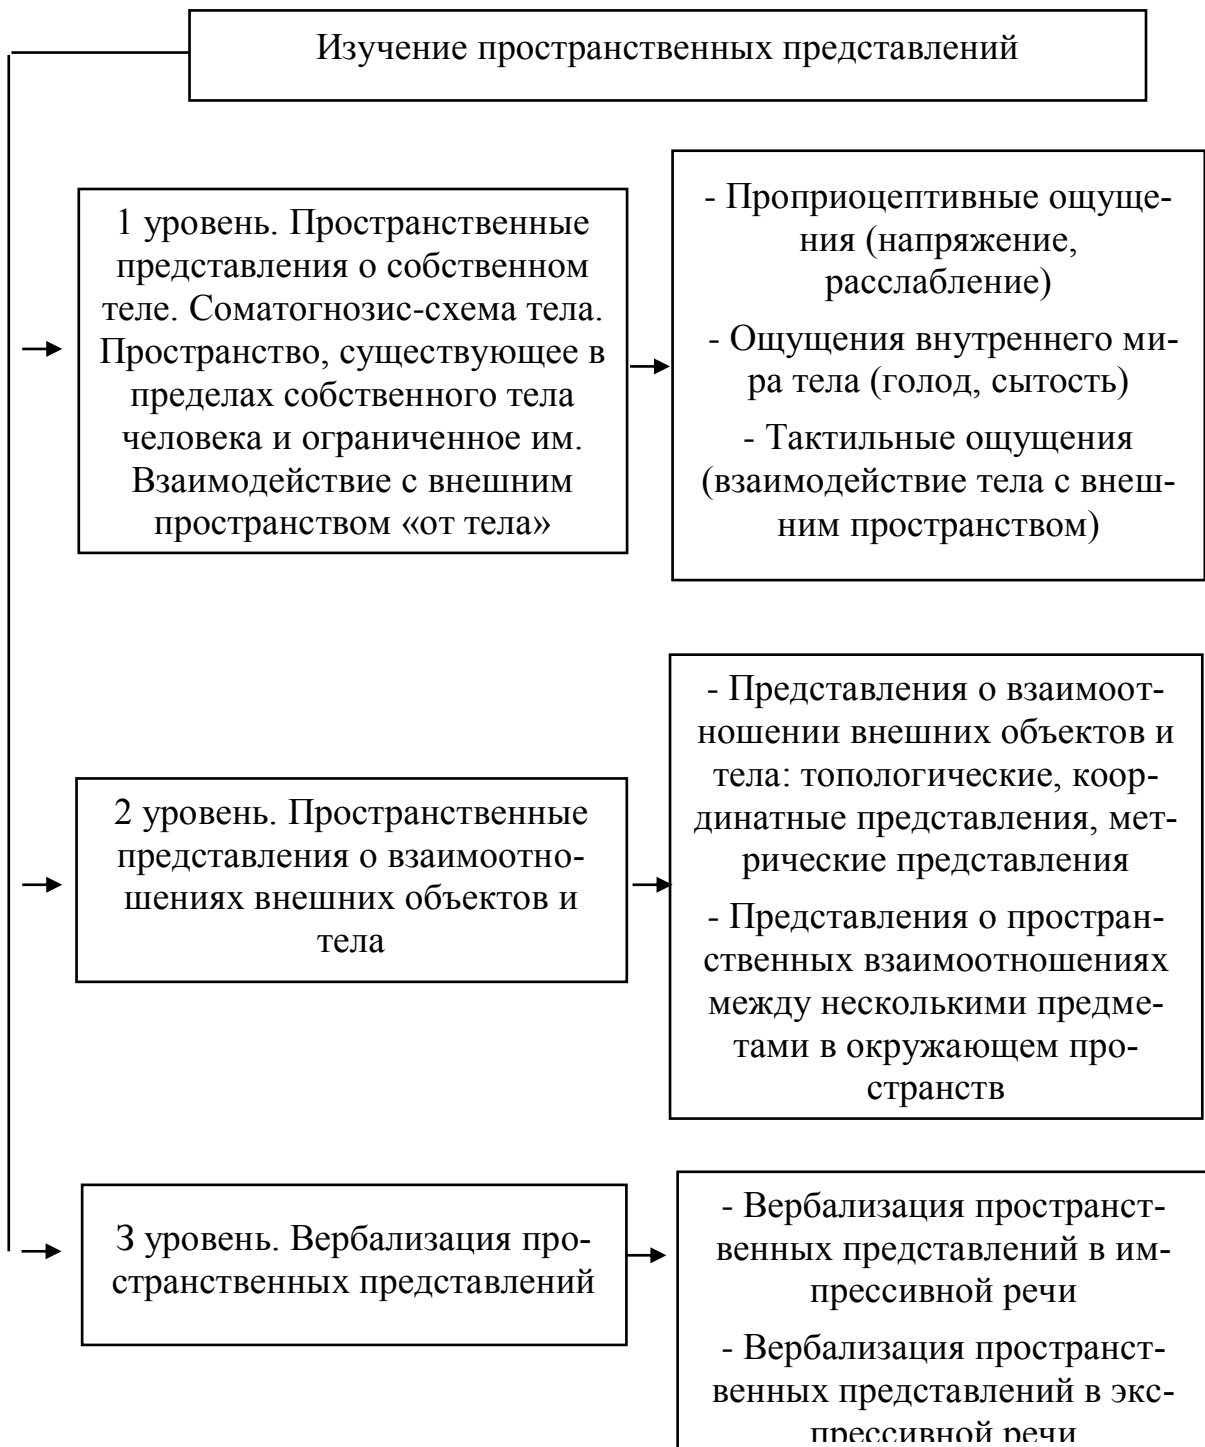 Изучение пространственных представлений
1 уровень. Пространственные
представления о собственном
теле. Соматогнозис-схема тела.
Пространство, существующее в
пределах собственного тела
человека и ограниченное им.
Взаимодействие с внешним
пространством «от тела»
- Проприоцептивные ощуще-
ния (напряжение,
расслабление)
- Ощущения внутреннего ми-
ра тела (голод, сытость)
- Тактильные ощущения
(взаимодействие тела с внеш-
ним пространством)
2 уровень. Пространственные
представления о взаимоотно-
шениях внешних объектов и
тела
- Представления о взаимоот-
ношении внешних объектов и
тела: топологические, коор-
динатные представления, мет-
рические представления
- Представления о простран-
ственных взаимоотношениях
между несколькими предме-
тами в окружающем про-
странств
3 уровень. Вербализация про-
странственных представлений
- Вербализация пространст-
венных представлений в им-
прессивной речи
- Вербализация пространст-
венных представлений в экс-
прессивной речи